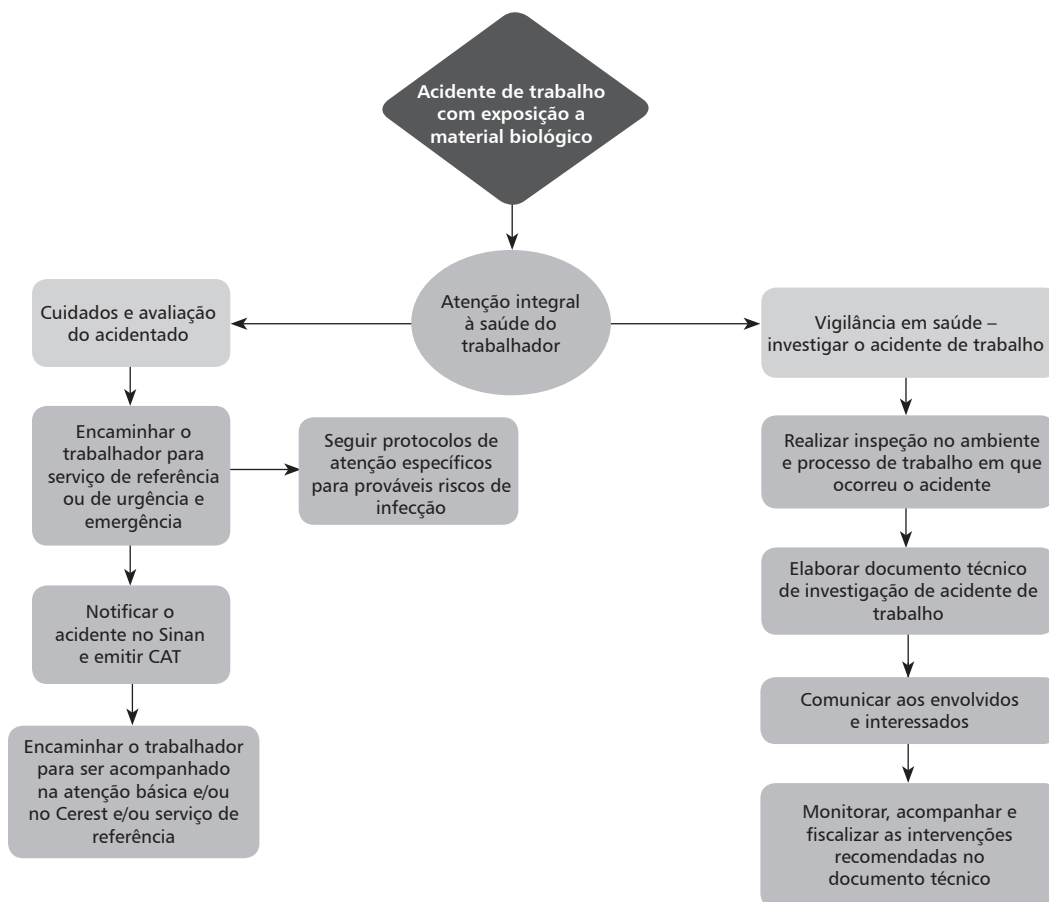 Acidente de trabalho
com exposição a
material biológico
Atenção integral
à saúde do
trabalhador
Cuidados e avaliação
do acidentado
Encaminhar o
trabalhador para
serviço de referência
ou de urgência e
emergência
Seguir protocolos de
atenção específicos
para prováveis riscos de
infecção
Notificar o
acidente no Sinan
e emitir CAT
Encaminhar o trabalhador
para ser acompanhado
na atenção básica e/ou
no Cerest e/ou serviço de
referência
Vigilância em saúde –
investigar o acidente de trabalho
Realizar inspeção no ambiente
e processo de trabalho em que
ocorreu o acidente
Elaborar documento técnico
de investigação de acidente de
trabalho
Comunicar aos envolvidos
e interessados
Monitorar, acompanhar e
fiscalizar as intervenções
recomendadas no
documento técnico